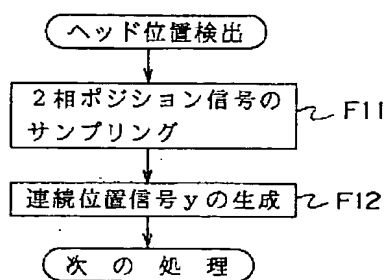 ヘッド位置検出
2相ポジション信号の
サンプリング
F11
連続位置信号yの生成
F12
次の処理